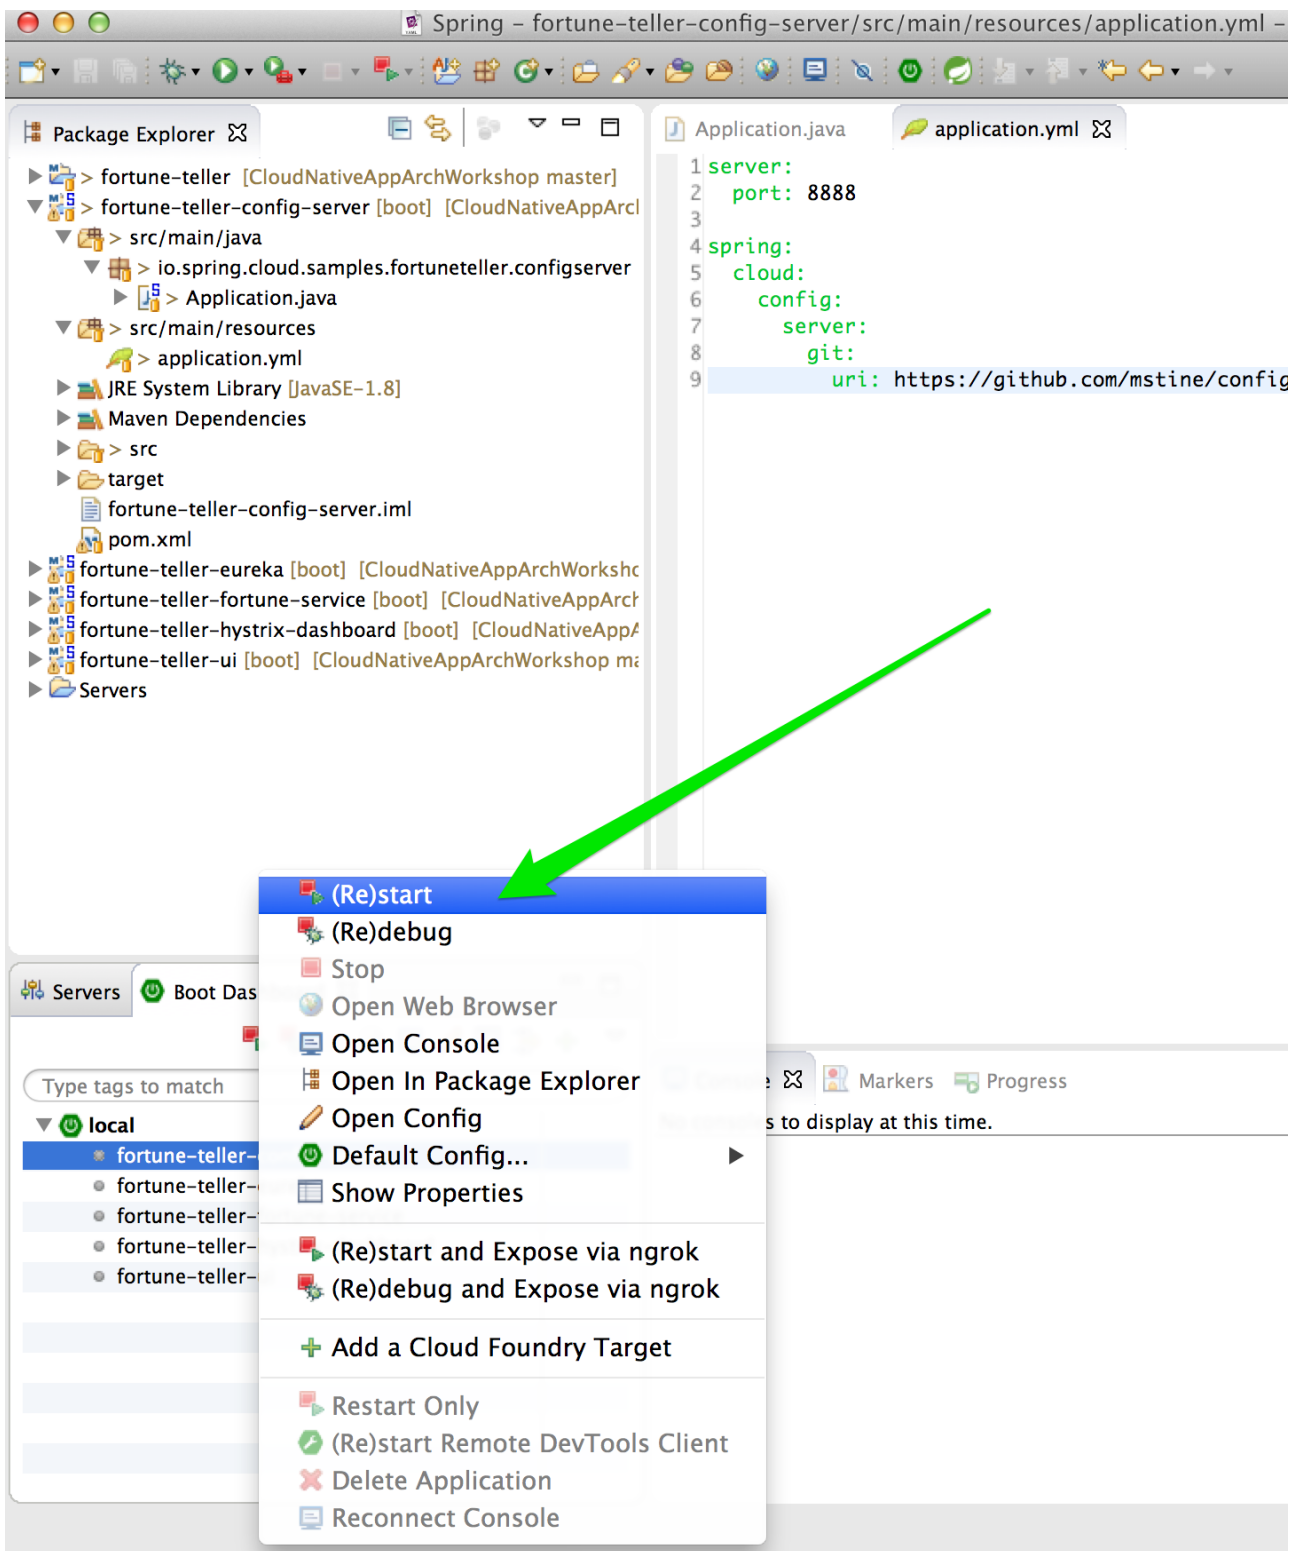 Spring – fortune-teller-config-server/src/main/resources/application.yml –
Package Explorer
> fortune-teller [CloudNativeAppArchWorkshop master]
> fortune-teller-config-server [boot] [CloudNativeAppArcl
> src/main/java
> io.spring.cloud.samples.fortuneteller.configserver
> Application.java
> src/main/resources
> application.yml
JRE System Library [JavaSE-1.8]
Maven Dependencies
> src
target
fortune-teller-config-server.iml
pom.xml
fortune-teller-eureka [boot] [CloudNativeAppArchWorksho
fortune-teller-fortune-service [boot] [CloudNativeAppArch
fortune-teller-hystrix-dashboard [boot] [CloudNativeAppA
fortune-teller-ui [boot] [CloudNativeAppArchWorkshop ma
Servers
Application.java
application.yml
1 server:
2 port: 8888
3
4 spring:
5 cloud:
6 config:
7 server:
8 git:
9 uri: https://github.com/mstine/config
Servers
Boot Das
Type tags to match
local
fortune-teller-
fortune-teller-
fortune-teller-
fortune-teller-
fortune-teller-
(Re)start
(Re)debug
Stop
Open Web Browser
Open Console
Open In Package Explorer
Open Config
Default Config...
Show Properties
(Re)start and Expose via ngrok
(Re)debug and Expose via ngrok
Add a Cloud Foundry Target
Restart Only
(Re)start Remote DevTools Client
Delete Application
Reconnect Console
Markers
Progress
s to display at this time.